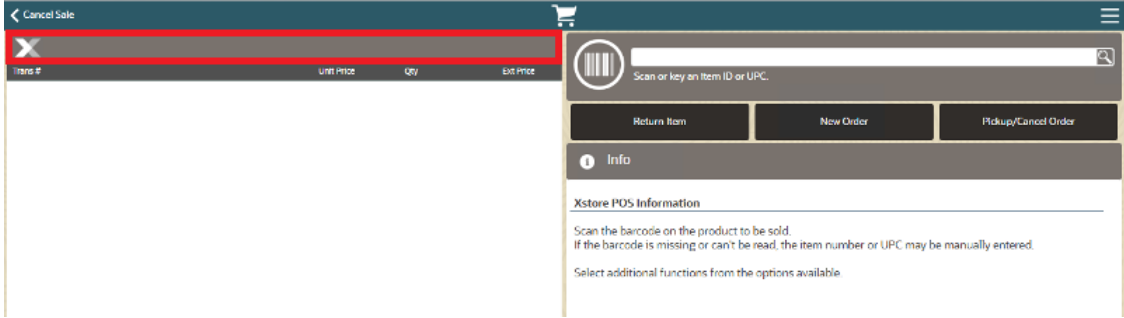 Cancel Sale
Trans #
Unit Price
Qty
Ext Price
Scan or key an Item ID or UPC.
Return Item
New Order
Pickup/Cancel Order
Info
Xstore POS Information
Scan the barcode on the product to be sold.
If the barcode is missing or can't be read, the item number or UPC may be manually entered.
Select additional functions from the options available.